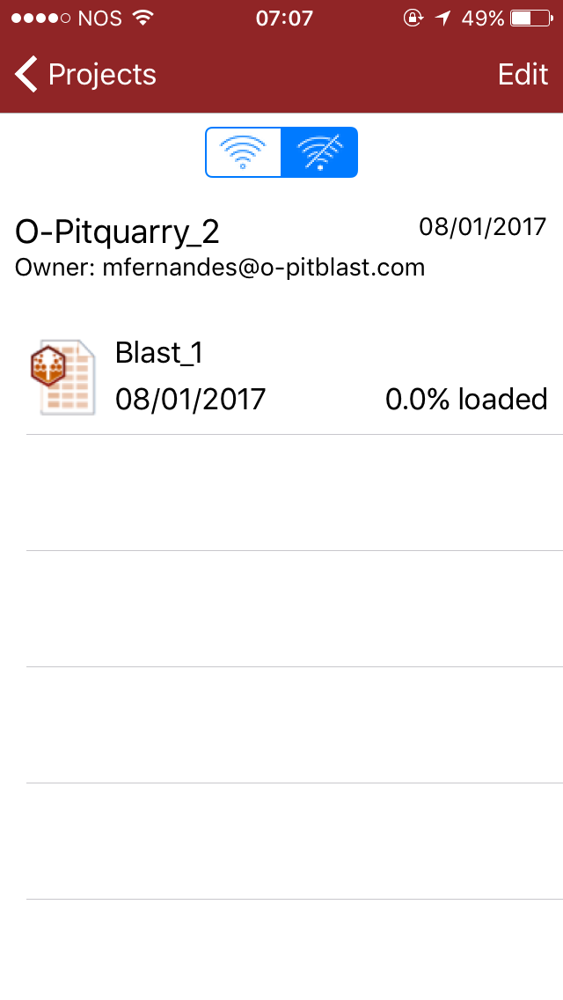 NOS 07:07 49%
Projects Edit
O-Pitquarry_2 08/01/2017
Owner: mfernandes@o-pitblast.com
Blast_1
08/01/2017 0.0% loaded